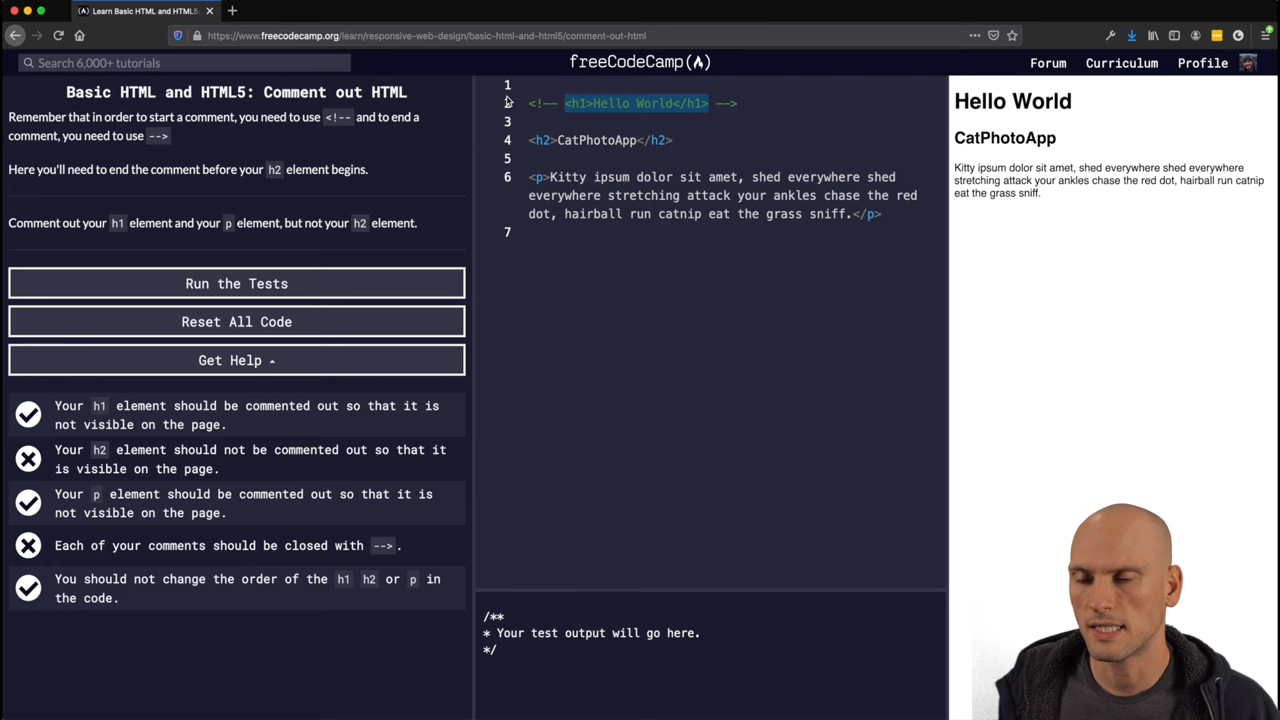 Learn Basic HTML and HTML5:
https://www.freecodecamp.org/learn/responsive-web-design/basic-html-and-html5/comment-out-html
Search 6,000+ tutorials
freeCodeCamp
Forum
Curriculum
Profile
Basic HTML and HTML5: Comment out HTML
Remember that in order to start a comment, you need to use <!-- and to end a
comment, you need to use -->
Here you'll need to end the comment before your h2 element begins.
Comment out your h1 element and your p element, but not your h2 element.
Run the Tests
Reset All Code
Get Help
Your h1 element should be commented out so that it is
not visible on the page.
Your h2 element should not be commented out so that it
is visible on the page.
Your p element should be commented out so that it is
not visible on the page.
Each of your comments should be closed with -->.
You should not change the order of the h1 h2 or p in
the code.
1
2 <!-- <h1>Hello World</h1> -->
3
4 <h2>CatPhotoApp</h2>
5
6 <p>Kitty ipsum dolor sit amet, shed everywhere shed
everywhere stretching attack your ankles chase the red
dot, hairball run catnip eat the grass sniff.</p>
7
/**
* Your test output will go here.
*/
Hello World
CatPhotoApp
Kitty ipsum dolor sit amet, shed everywhere shed everywhere
stretching attack your ankles chase the red dot, hairball run catnip
eat the grass sniff.